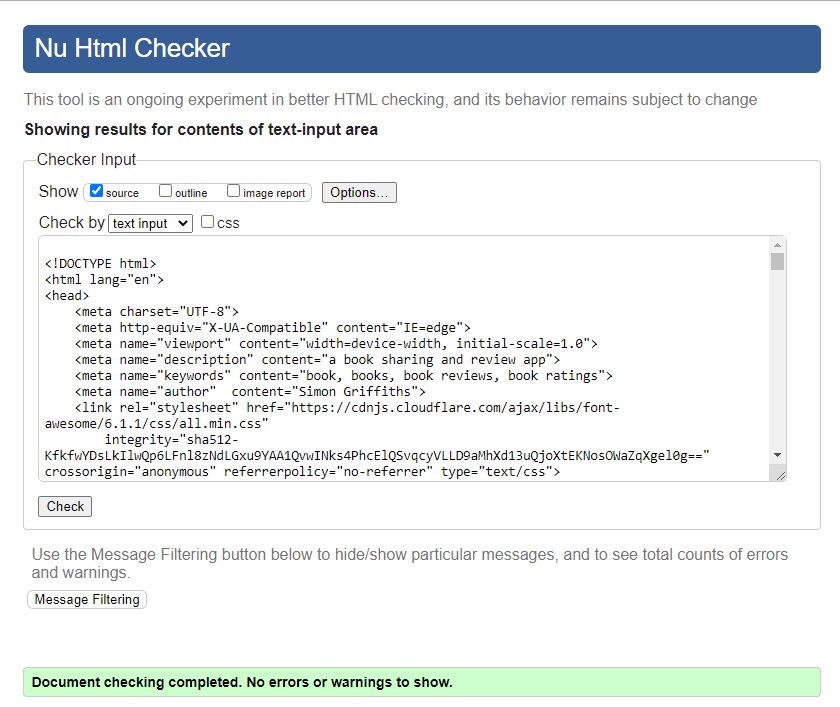 Nu Html Checker
This tool is an ongoing experiment in better HTML checking, and its behavior remains subject to change
Showing results for contents of text-input area
Checker Input
Show source outline image report Options...
Check by text input css
<!DOCTYPE html>
<html lang="en">
<head>
    <meta charset="UTF-8">
    <meta http-equiv="X-UA-Compatible" content="IE=edge">
    <meta name="viewport" content="width=device-width, initial-scale=1.0">
    <meta name="description" content="a book sharing and review app">
    <meta name="keywords" content="book, books, book reviews, book ratings">
    <meta name="author"  content="Simon Griffiths">
    <link rel="stylesheet" href="https://cdnjs.cloudflare.com/ajax/libs/font-
awesome/6.1.1/css/all.min.css"
        integrity="sha512-
KfkfwYDsLkIlwQp6LFnl8zNdLGxu9YAA1QvwINks4PhcElQSvqcyVLLD9aMhXd13uQjoXtEKNosOWaZqXgel0g=="
crossorigin="anonymous" referrerpolicy="no-referrer" type="text/css">
Check
Use the Message Filtering button below to hide/show particular messages, and to see total counts of errors
and warnings.
Message Filtering
Document checking completed. No errors or warnings to show.